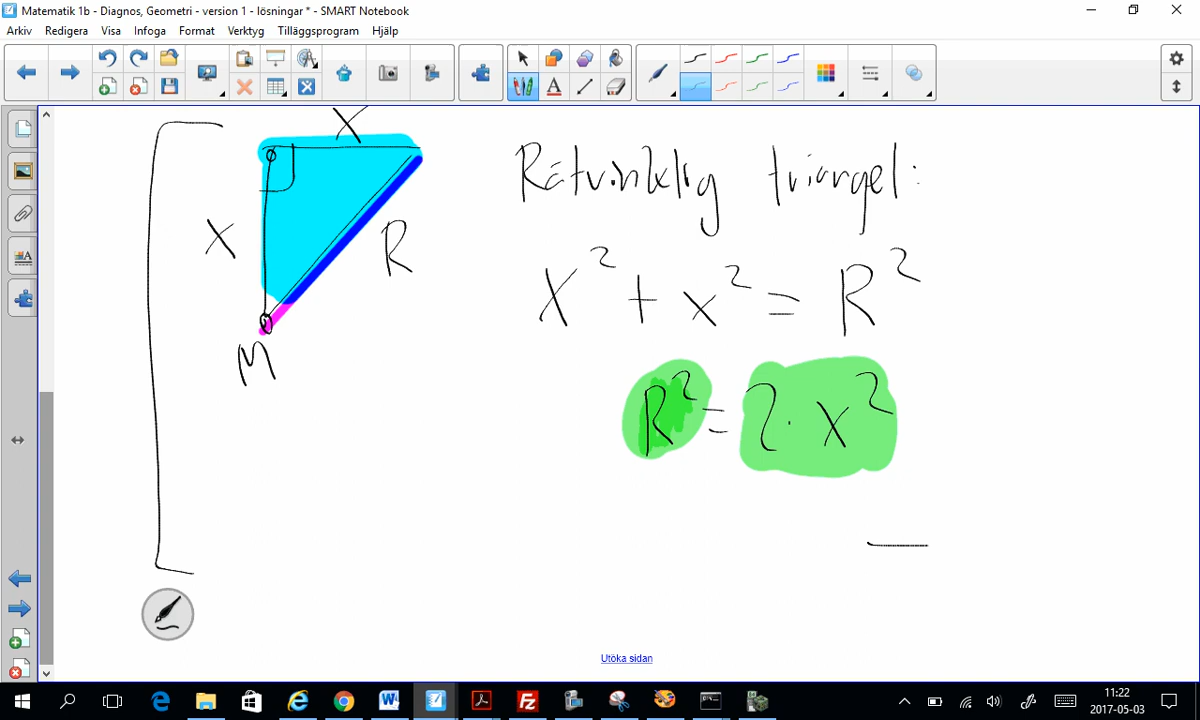 Matematik 1b - Diagnos, Geometri - version 1 - lösningar * - SMART Notebook
Arkiv Redigera Visa Infoga Format Verktyg Tilläggsprogram Hjälp
X
X
R
M
Rätvinklig triangel:
X² + x² = R²
R² = 2 · x²
Utöka sidan
11:22
2017-05-03